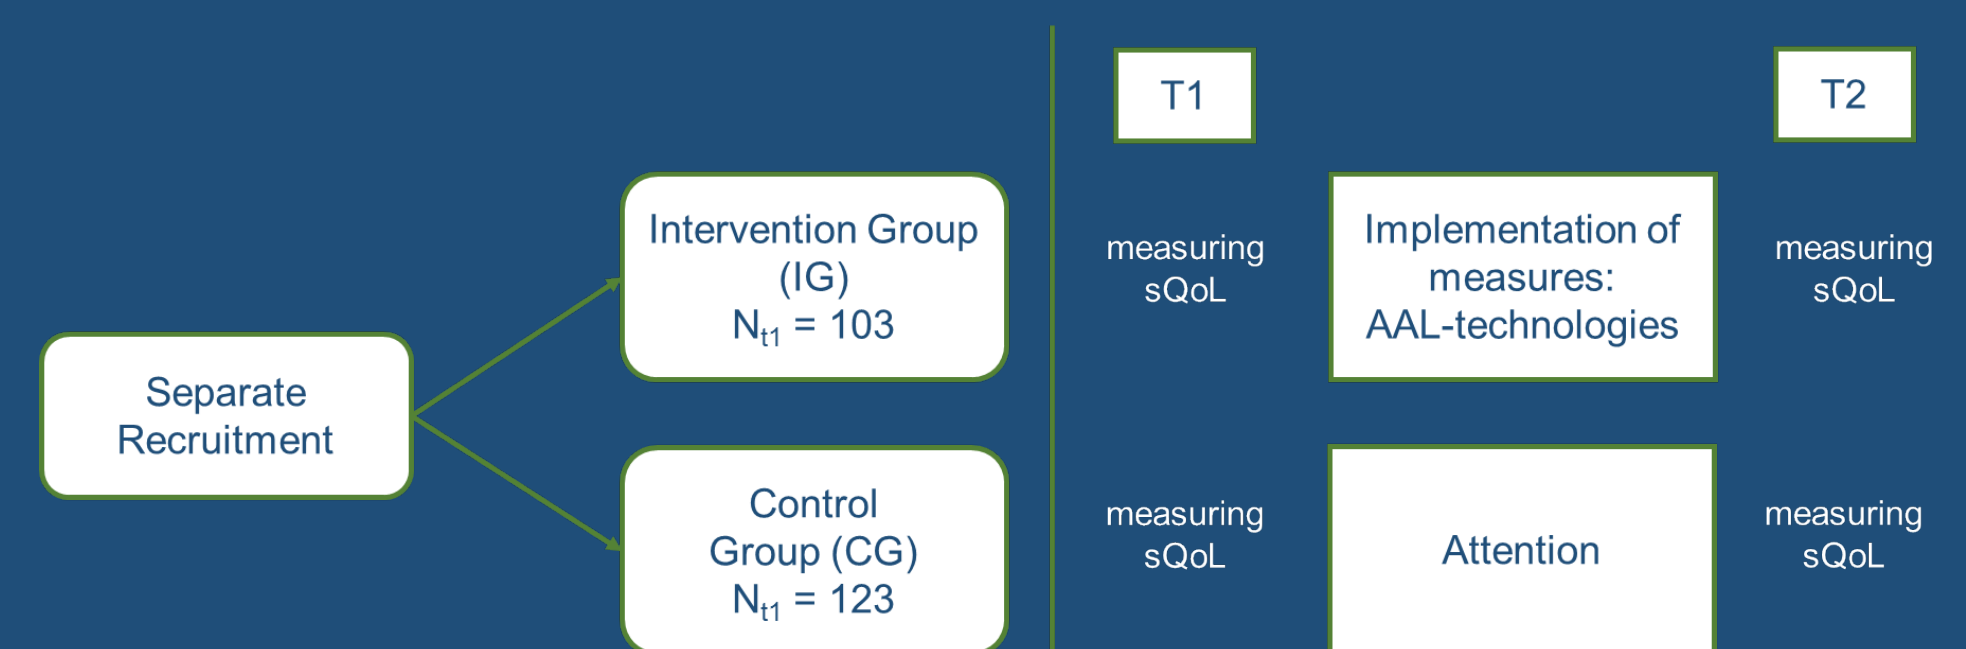 T1
T2
Intervention Group
(IG)
Nt1 = 103
measuring
sQoL
Implementation of
measures:
AAL-technologies
measuring
sQoL
Separate
Recruitment
Control
Group (CG)
Nt1 = 123
measuring
sQoL
Attention
measuring
sQoL